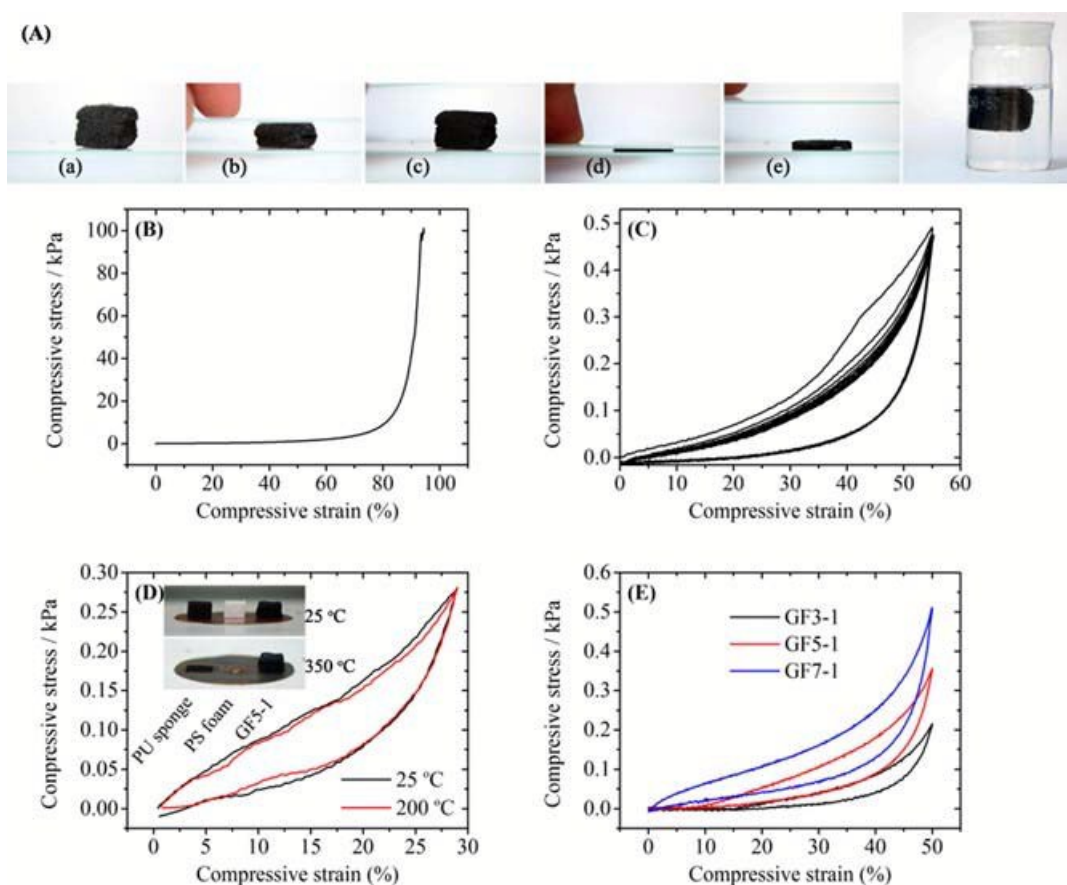 (A)
(a) (b) (c) (d) (e)
(B)
100
80
60
40
20
0
0 20 40 60 80 100
Compressive stress / kPa
Compressive strain (%)
(C)
0.5
0.4
0.3
0.2
0.1
0.0
0 10 20 30 40 50 60
Compressive stress / kPa
Compressive strain (%)
(D)
0.30
0.25
0.20
0.15
0.10
0.05
0.00
0 5 10 15 20 25 30
Conpressive stress / kPa
Compressive strain (%)
25 °C
350 °C
PU sponge
PS foam
GF5-1
25 °C
200 °C
(E)
0.6
0.5
0.4
0.3
0.2
0.1
0.0
0 10 20 30 40 50
Compressive stress / kPa
Compressive strain (%)
GF3-1
GF5-1
GF7-1